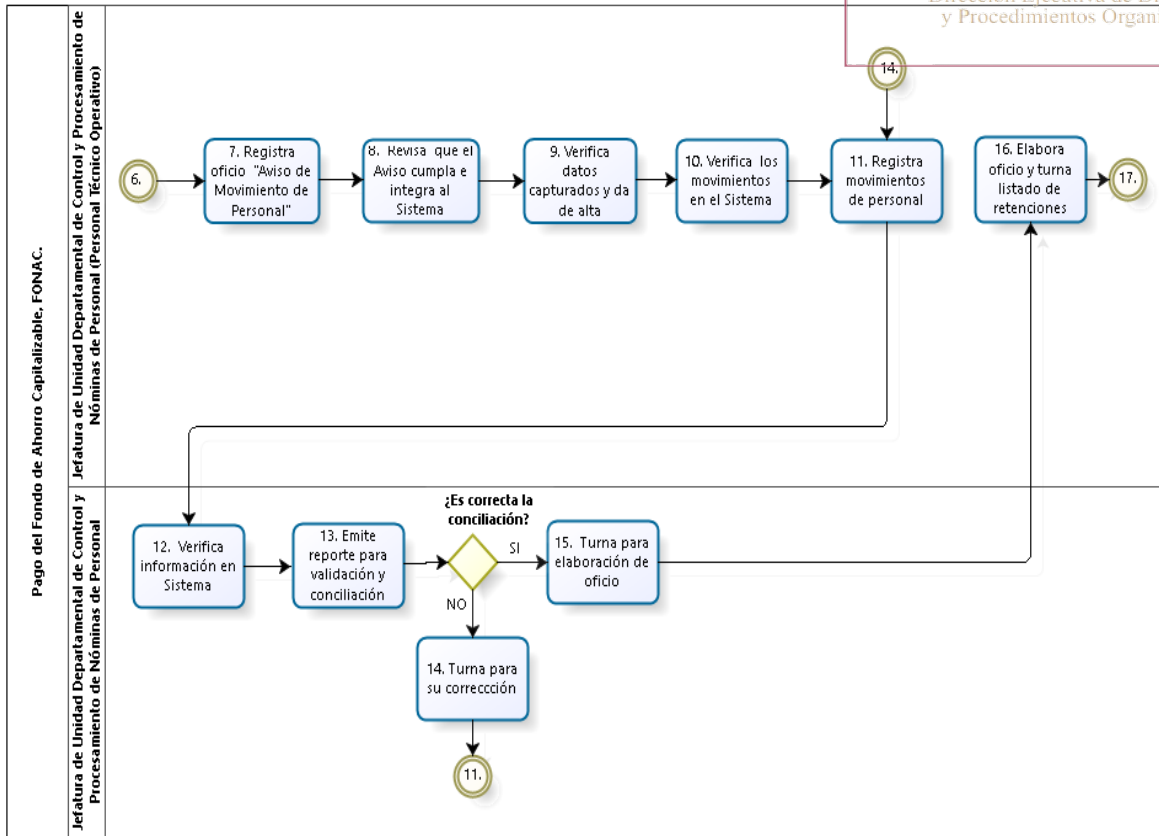 Dirección Ejecutiva de D
y Procedimientos Organi
Pago del Fondo de Ahorro Capitalizable, FONAC.
Jefatura de Unidad Departamental de Control y Procesamiento de
Nóminas de Personal (Personal Técnico Operativo)
14.
6.
7. Registra
oficio "Aviso de
Movimiento de
Personal"
8. Revisa que el
Aviso cumpla e
integra al
Sistema
9. Verifica
datos
capturados y da
de alta
10. Verifica los
movimientos
en el Sistema
11. Registra
movimientos
de personal
16. Elabora
oficio y turna
listado de
retenciones
17.
Jefatura de Unidad Departamental de Control y
Procesamiento de Nóminas de Personal
12. Verifica
información en
Sistema
13. Emite
reporte para
validación y
conciliación
¿Es correcta la
conciliación?
SI
NO
15. Turna para
elaboración de
oficio
14. Turna para
su correccción
11.